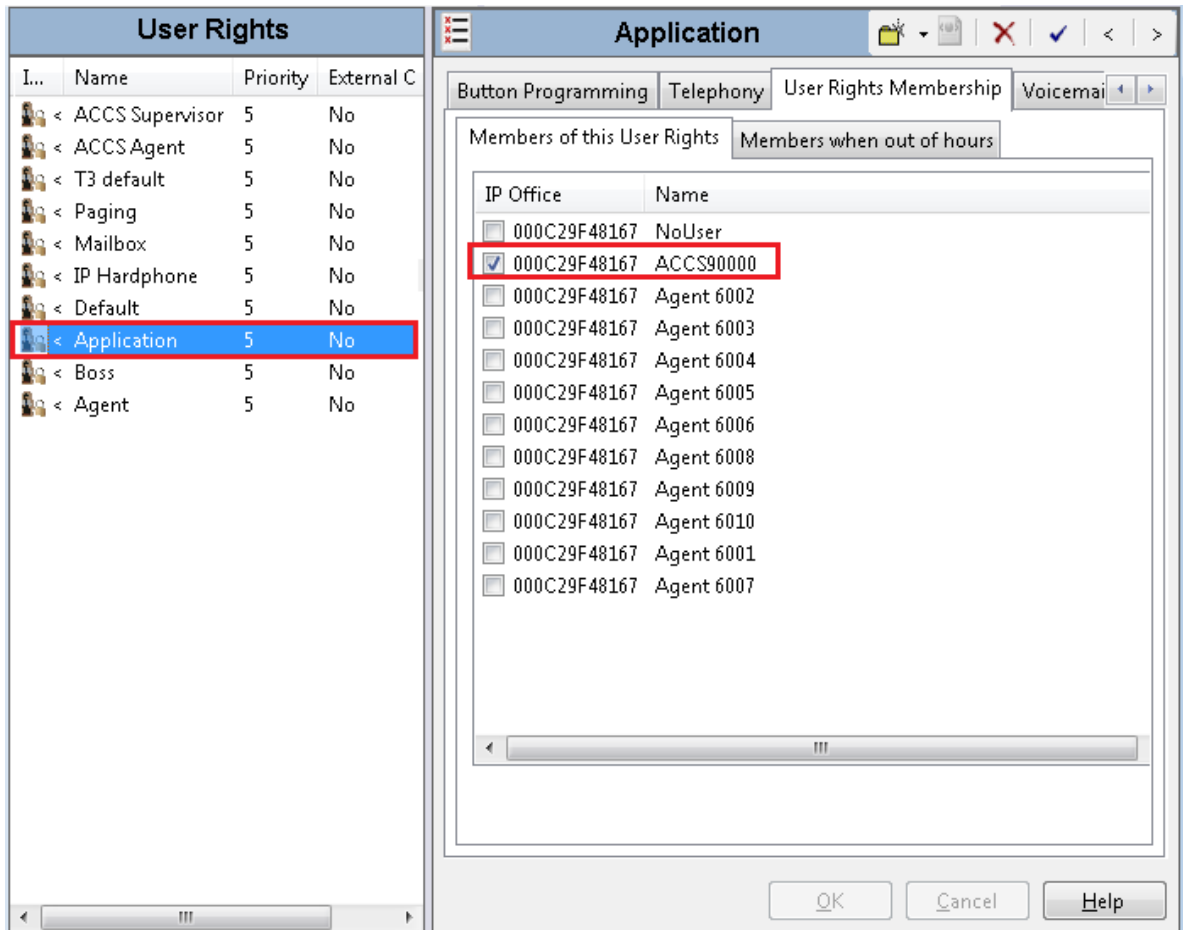 User Rights
I... Name Priority External C
< ACCS Supervisor 5 No
< ACCS Agent 5 No
< T3 default 5 No
< Paging 5 No
< Mailbox 5 No
< IP Hardphone 5 No
< Default 5 No
< Application 5 No
< Boss 5 No
< Agent 5 No
Application
< >
Button Programming Telephony User Rights Membership Voicemai
Members of this User Rights Members when out of hours
IP Office Name
000C29F48167 NoUser
000C29F48167 ACCS90000
000C29F48167 Agent 6002
000C29F48167 Agent 6003
000C29F48167 Agent 6004
000C29F48167 Agent 6005
000C29F48167 Agent 6006
000C29F48167 Agent 6008
000C29F48167 Agent 6009
000C29F48167 Agent 6010
000C29F48167 Agent 6001
000C29F48167 Agent 6007
OK Cancel Help